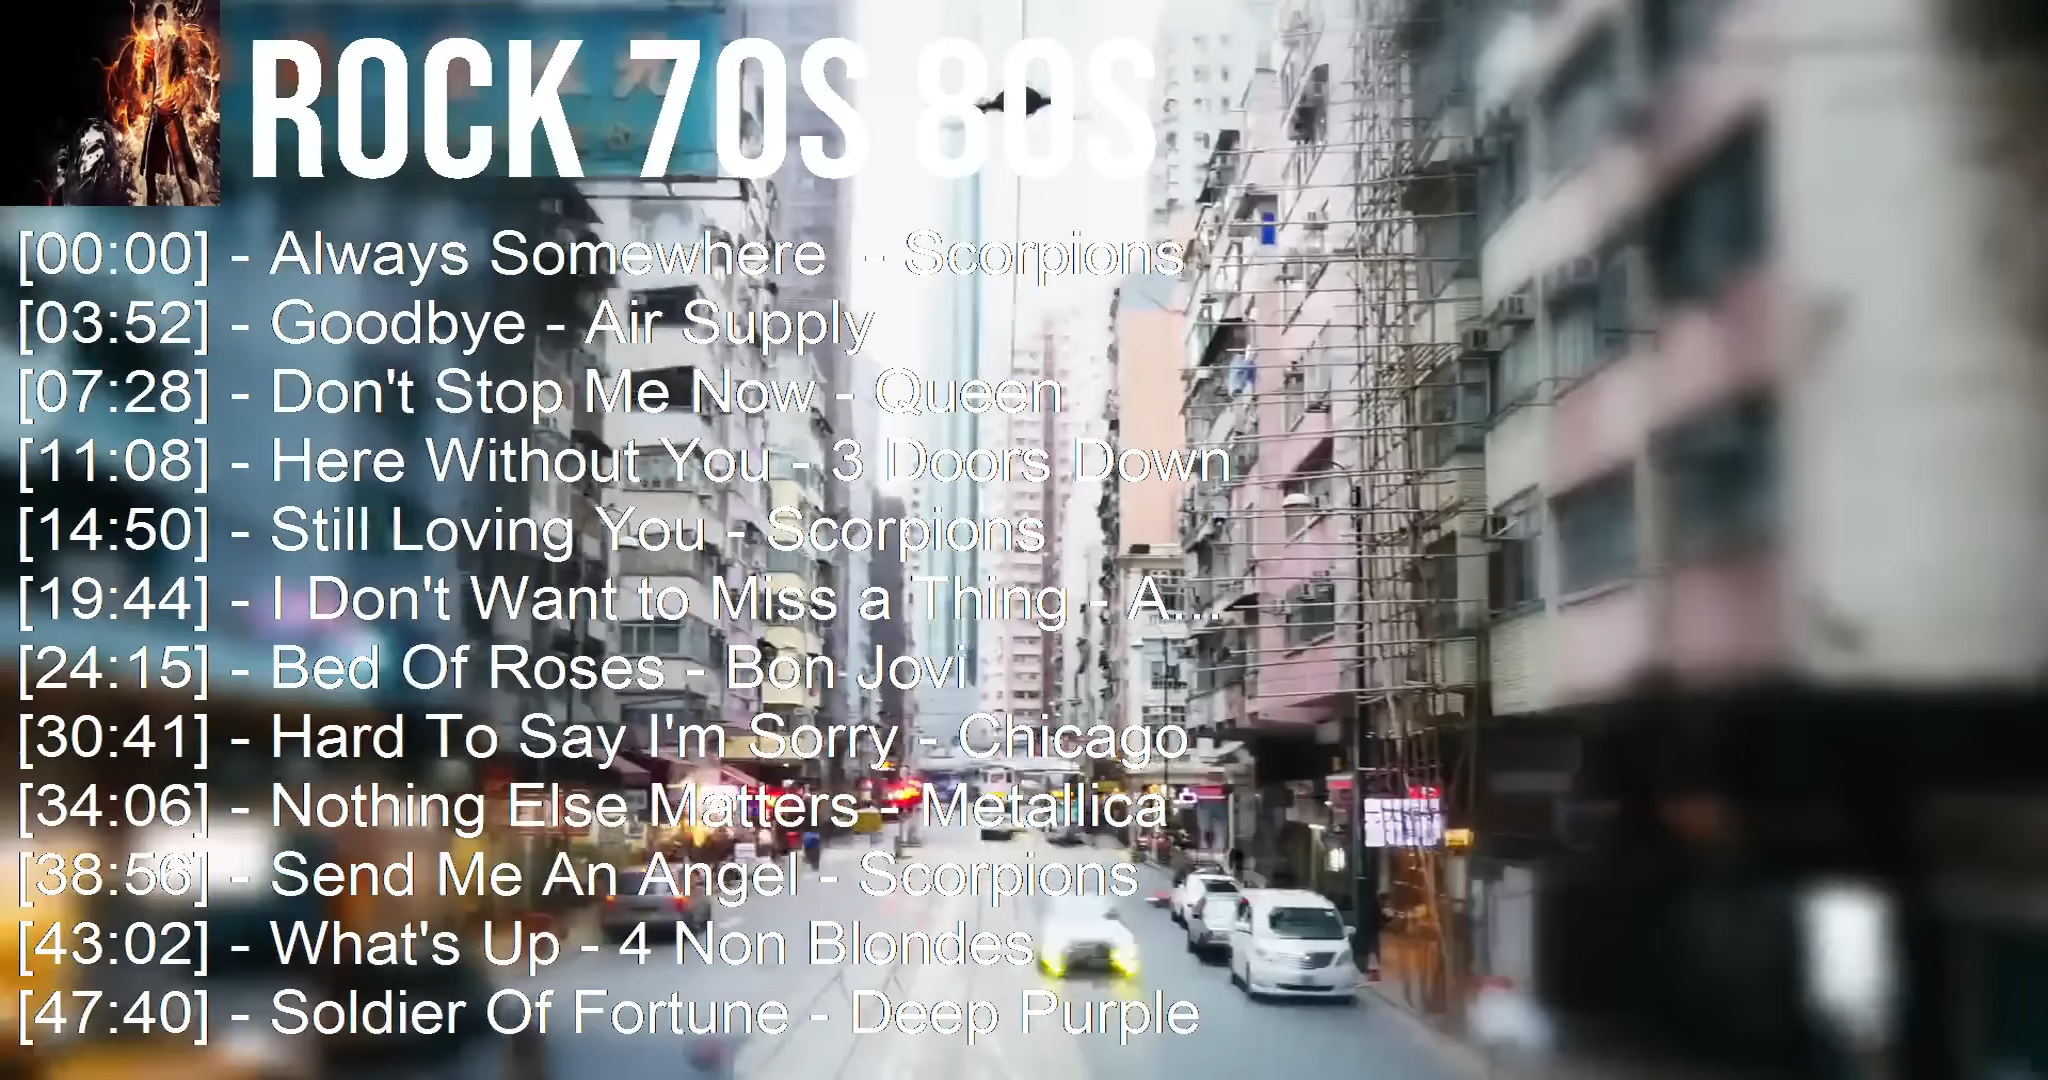 ROCK 70S 80S
[00:00] - Always Somewhere  - Scorpions
[03:52] - Goodbye - Air Supply
[07:28] - Don't Stop Me Now - Queen
[11:08] - Here Without You - 3 Doors Down
[14:50] - Still Loving You - Scorpions
[19:44] - I Don't Want to Miss a Thing - A...
[24:15] - Bed Of Roses - Bon Jovi
[30:41] - Hard To Say I'm Sorry - Chicago
[34:06] - Nothing Else Matters - Metallica
[38:56] - Send Me An Angel - Scorpions
[43:02] - What's Up - 4 Non Blondes
[47:40] - Soldier Of Fortune - Deep Purple